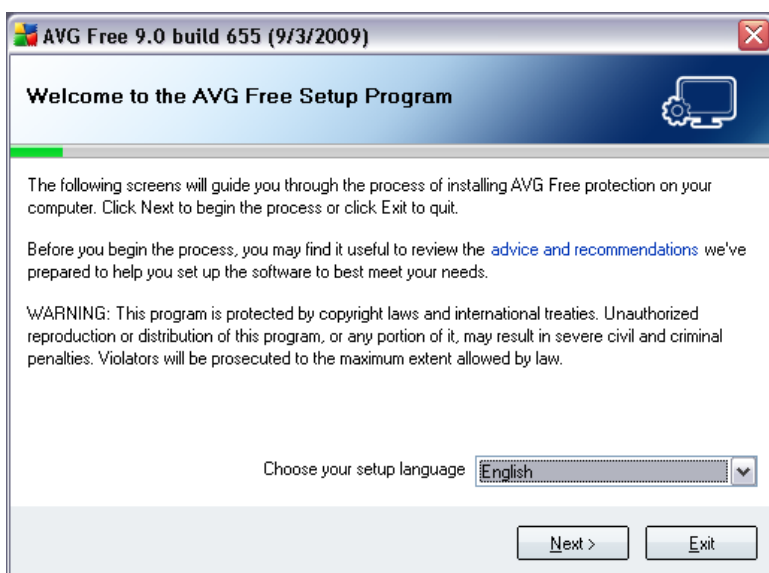 AVG Free 9.0 build 655 (9/3/2009)
Welcome to the AVG Free Setup Program
The following screens will guide you through the process of installing AVG Free protection on your
computer. Click Next to begin the process or click Exit to quit.
Before you begin the process, you may find it useful to review the advice and recommendations we've
prepared to help you set up the software to best meet your needs.
WARNING: This program is protected by copyright laws and international treaties. Unauthorized
reproduction or distribution of this program, or any portion of it, may result in severe civil and criminal
penalties. Violators will be prosecuted to the maximum extent allowed by law.
Choose your setup language English
Next > Exit